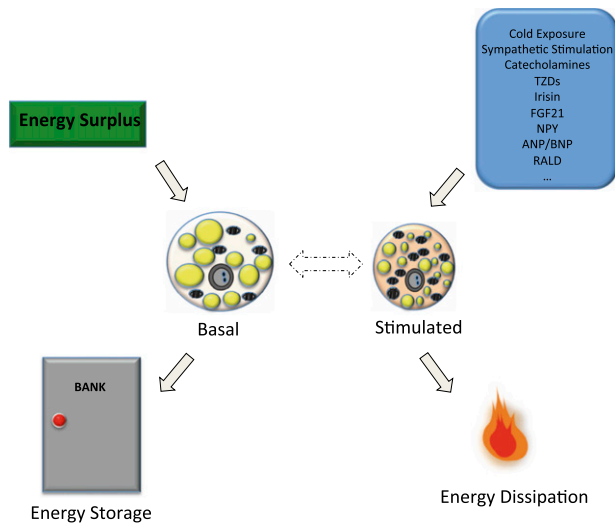 Energy Surplus
Cold Exposure
Sympathetic Stimulation
Catecholamines
TZDs
Irisin
FGF21
NPY
ANP/BNP
RALD
...
Basal
Stimulated
BANK
Energy Storage
Energy Dissipation